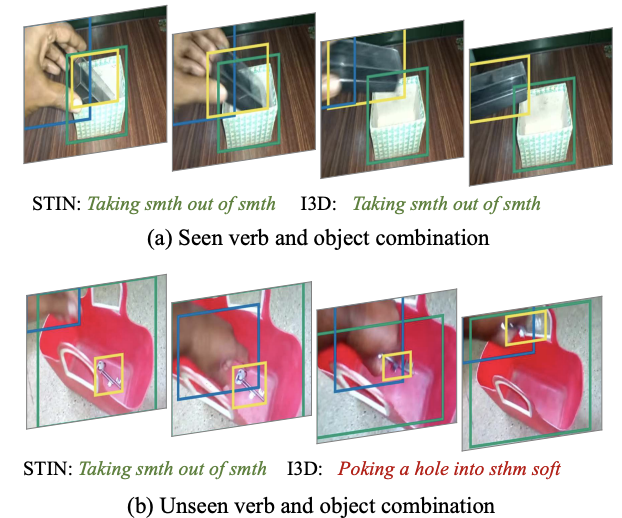 STIN: Taking smth out of smth I3D: Taking smth out of smth
(a) Seen verb and object combination
STIN: Taking smth out of smth I3D: Poking a hole into sthm soft
(b) Unseen verb and object combination